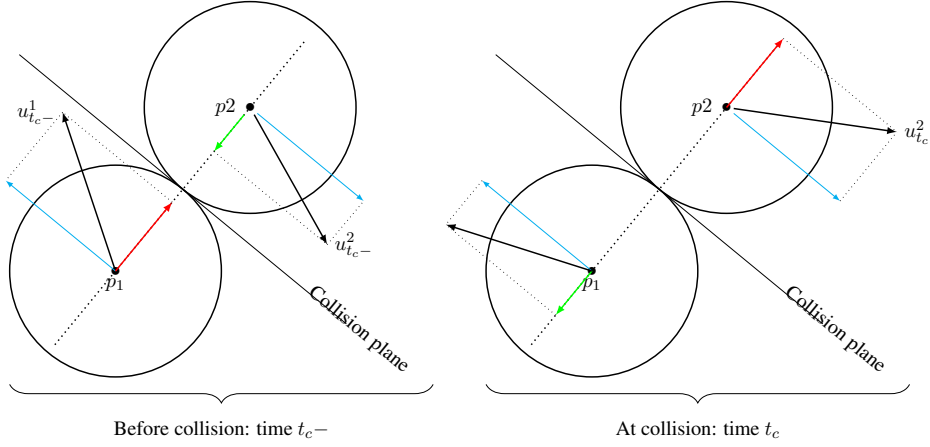 p2
u^1_{t_c-}
u^2_{t_c-}
p_1
Collision plane
Before collision: time t_c-
p2
u^2_{t_c}
p_1
Collision plane
At collision: time t_c